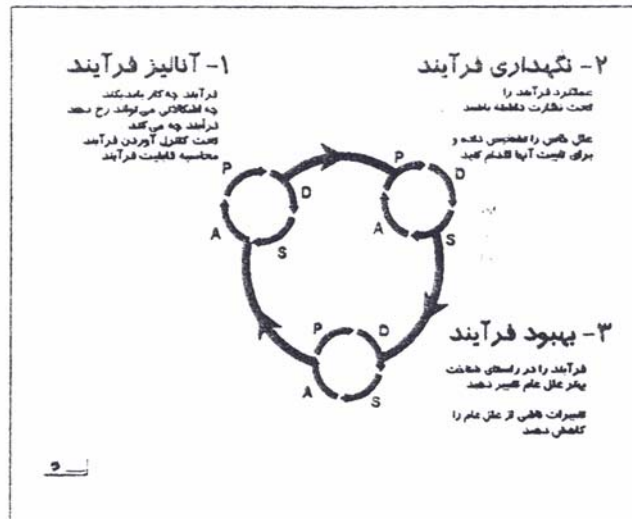 ۱- آنالیز فرآیند
فرآیند چه کار باید بکند
چه اشکالاتی می تواند رخ دهد
فرآیند چه می کند
تحت کنترل آوردن فرآیند
محاسبه قابلیت فرآیند
۲- نگهداری فرآیند
عملکرد فرآیند را
تحت نظارت داشته باشید
علل خاص را تشخیص داده و
برای تثبیت آنها اقدام کنید
P
D
S
A
P
D
S
A
P
D
S
A
۳- بهبود فرآیند
فرآیند را در راستای شناخت
بهتر علل عام تغییر دهید
تغییرات ناشی از علل عام را
کاهش دهید